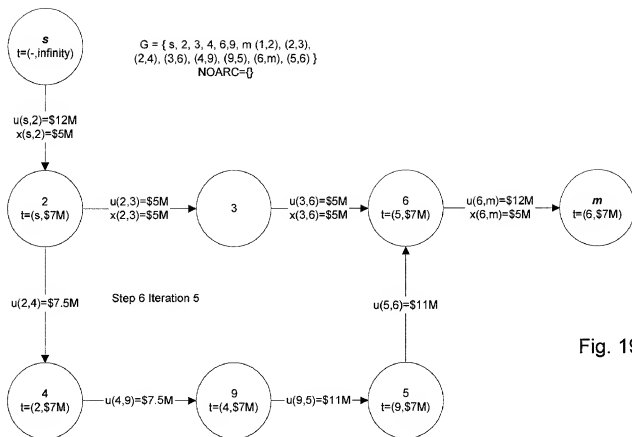 s
t=(-,infinity)
G = { s, 2, 3, 4, 6,9, m (1,2), (2,3),
(2,4), (3,6), (4,9), (9,5), (6,m), (5,6) }
NOARC={}
u(s,2)=$12M
x(s,2)=$5M
2
t=(s,$7M)
u(2,3)=$5M
x(2,3)=$5M
3
u(3,6)=$5M
x(3,6)=$5M
6
t=(5,$7M)
u(6,m)=$12M
x(6,m)=$5M
m
t=(6,$7M)
u(2,4)=$7.5M
Step 6 Iteration 5
u(5,6)=$11M
Fig. 19
4
t=(2,$7M)
u(4,9)=$7.5M
9
t=(4,$7M)
u(9,5)=$11M
5
t=(9,$7M)